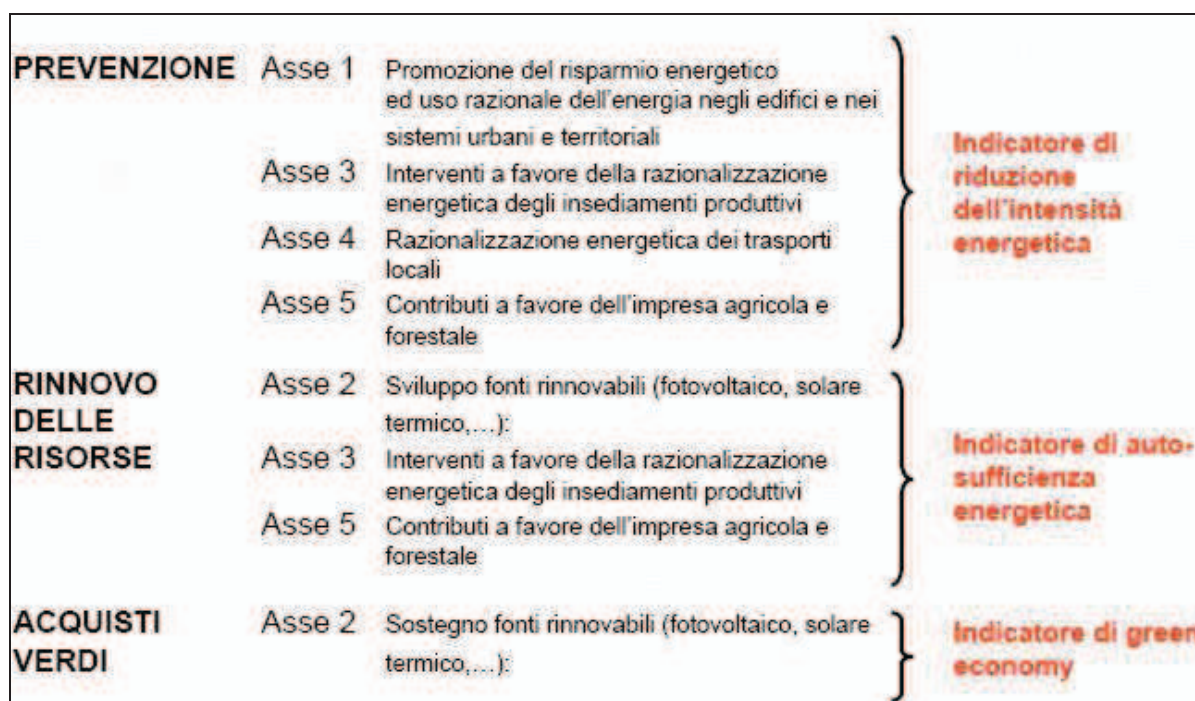 PREVENZIONE Asse 1 Promozione del risparmio energetico
ed uso razionale dell'energia negli edifici e nei
sistemi urbani e territoriali
Asse 3 Interventi a favore della razionalizzazione
energetica degli insediamenti produttivi
Asse 4 Razionalizzazione energetica dei trasporti
locali
Asse 5 Contributi a favore dell'impresa agricola e
forestale
Indicatore di
riduzione
dell'intensità
energetica
RINNOVO
DELLE
RISORSE
Asse 2 Sviluppo fonti rinnovabili (fotovoltaico, solare
termico,...):
Asse 3 Interventi a favore della razionalizzazione
energetica degli insediamenti produttivi
Asse 5 Contributi a favore dell'impresa agricola e
forestale
Indicatore di auto-
sufficienza
energetica
ACQUISTI
VERDI
Asse 2 Sostegno fonti rinnovabili (fotovoltaico, solare
termico,...):
Indicatore di green
economy